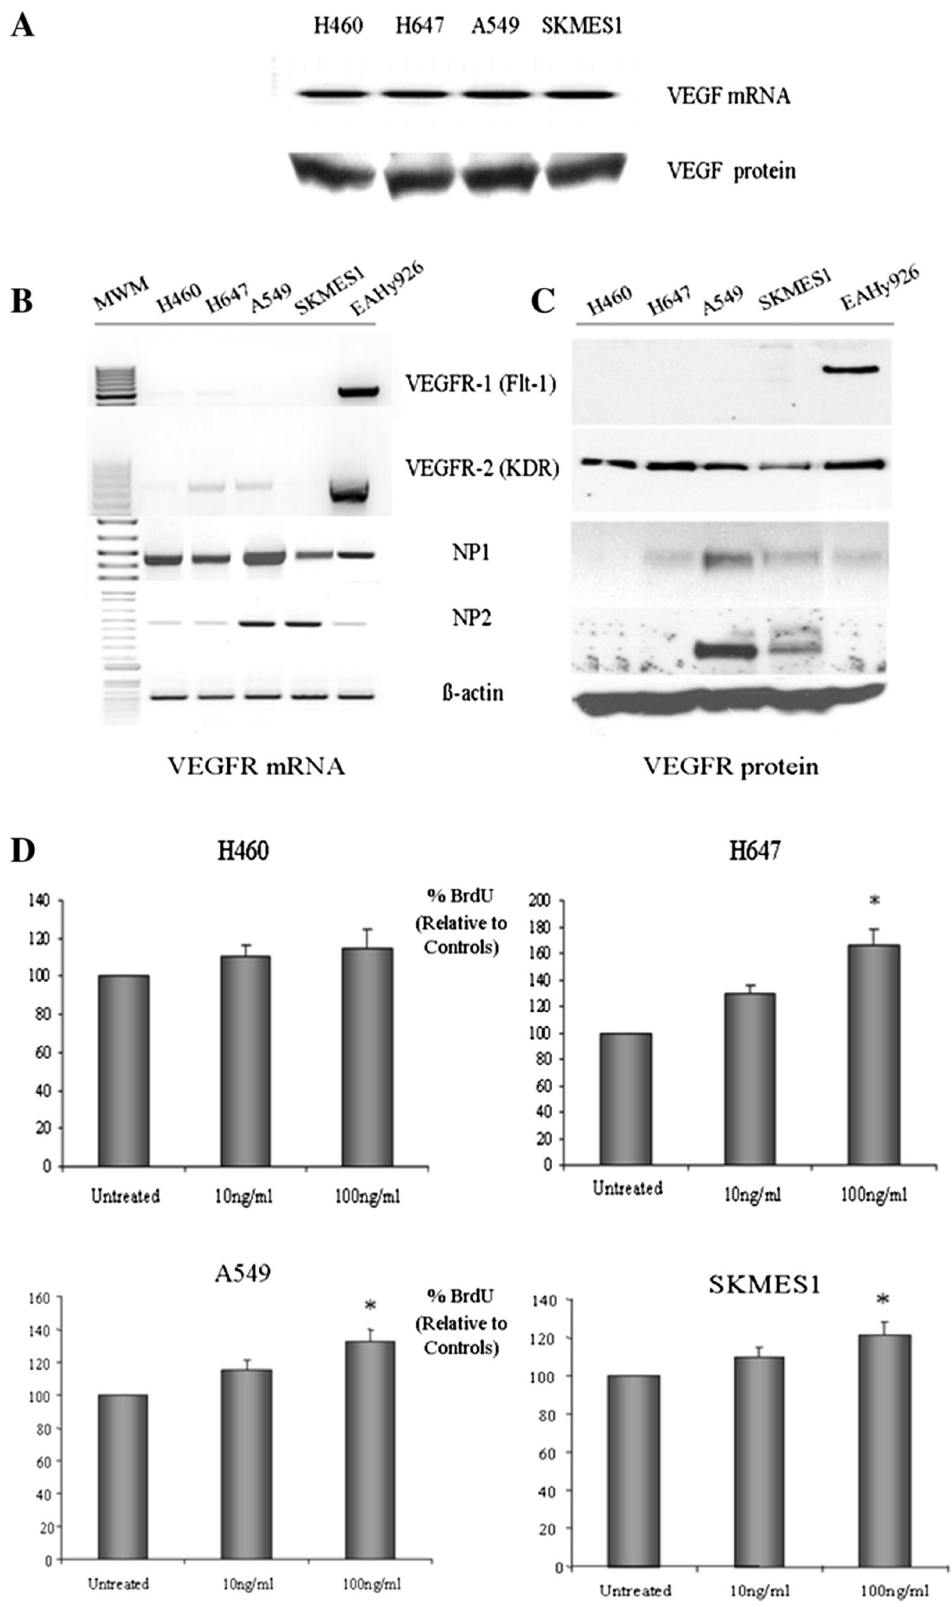 A
H460 H647 A549 SKMES1
VEGF mRNA
VEGF protein
B
MWM H460 H647 A549 SKMES1 EAHy926
C
H460 H647 A549 SKMES1 EAHy926
VEGFR-1 (Flt-1)
VEGFR-2 (KDR)
NP1
NP2
ß-actin
VEGFR mRNA
VEGFR protein
D
H460
% BrdU
(Relative to
Controls)
140
120
100
80
60
40
20
0
Untreated 10ng/ml 100ng/ml
H647
200
180
160
140
120
100
80
60
40
20
0
*
Untreated 10ng/ml 100ng/ml
A549
% BrdU
(Relative to
Controls)
160
140
120
100
80
60
40
20
0
*
Untreated 10ng/ml 100ng/ml
SKMES1
140
120
100
80
60
40
20
0
*
Untreated 10ng/ml 100ng/ml